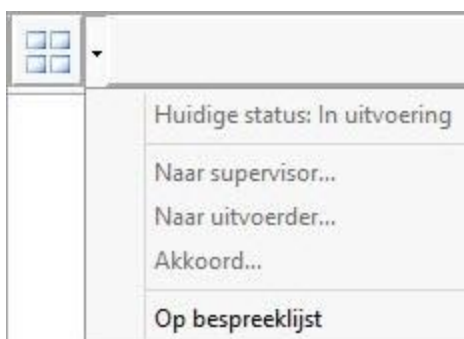 Huidige status: In uitvoering
Naar supervisor...
Naar uitvoerder...
Akkoord...
Op bespreeklijst